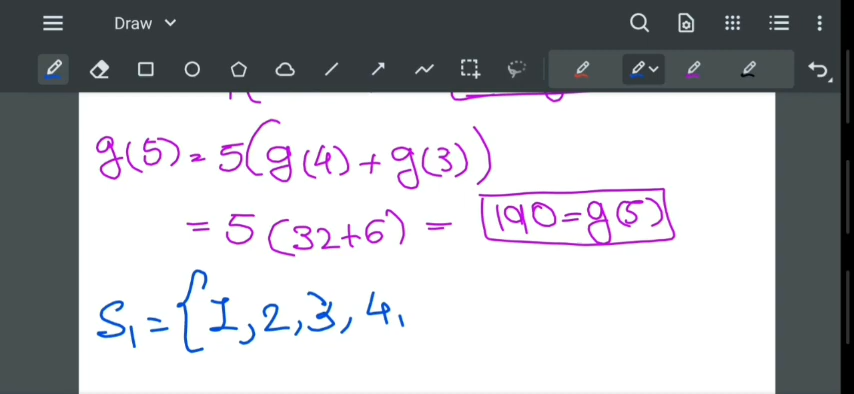 Draw
g(5) = 5(g(4) + g(3))
= 5 (32+6) = 190 = g(5)
S₁ = {1, 2, 3, 4,